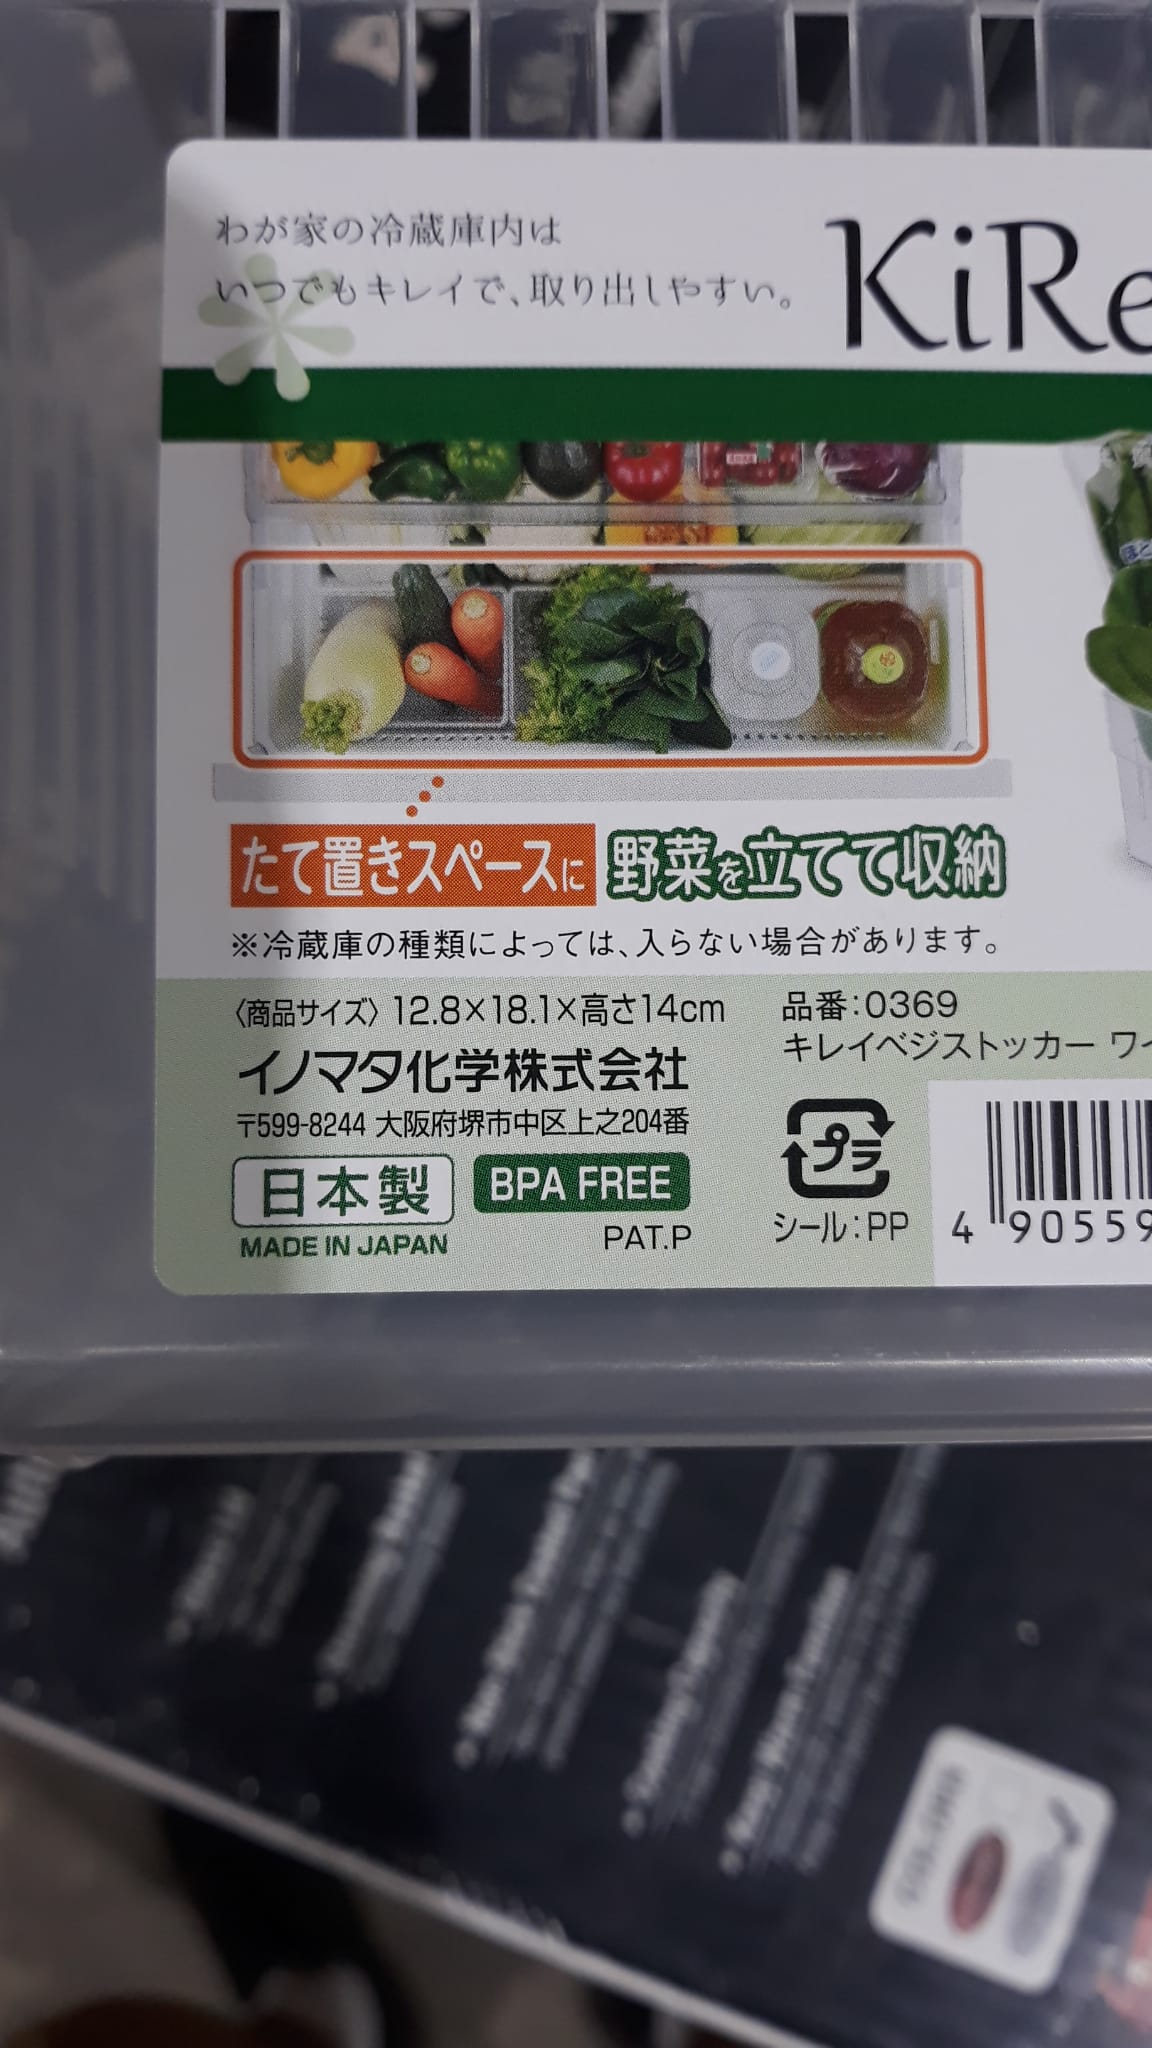 わが家の冷蔵庫内は
いつでもキレイで、取り出しやすい。
KiRe
たて置きスペースに 野菜を立てて収納
※冷蔵庫の種類によっては、入らない場合があります。
〈商品サイズ〉12.8×18.1×高さ14cm
品番:0369
キレイベジストッカー ワイ
イノマタ化学株式会社
〒599-8244 大阪府堺市中区上之204番
日本製
MADE IN JAPAN
BPA FREE
PAT.P
プラ
シール:PP
4 90559